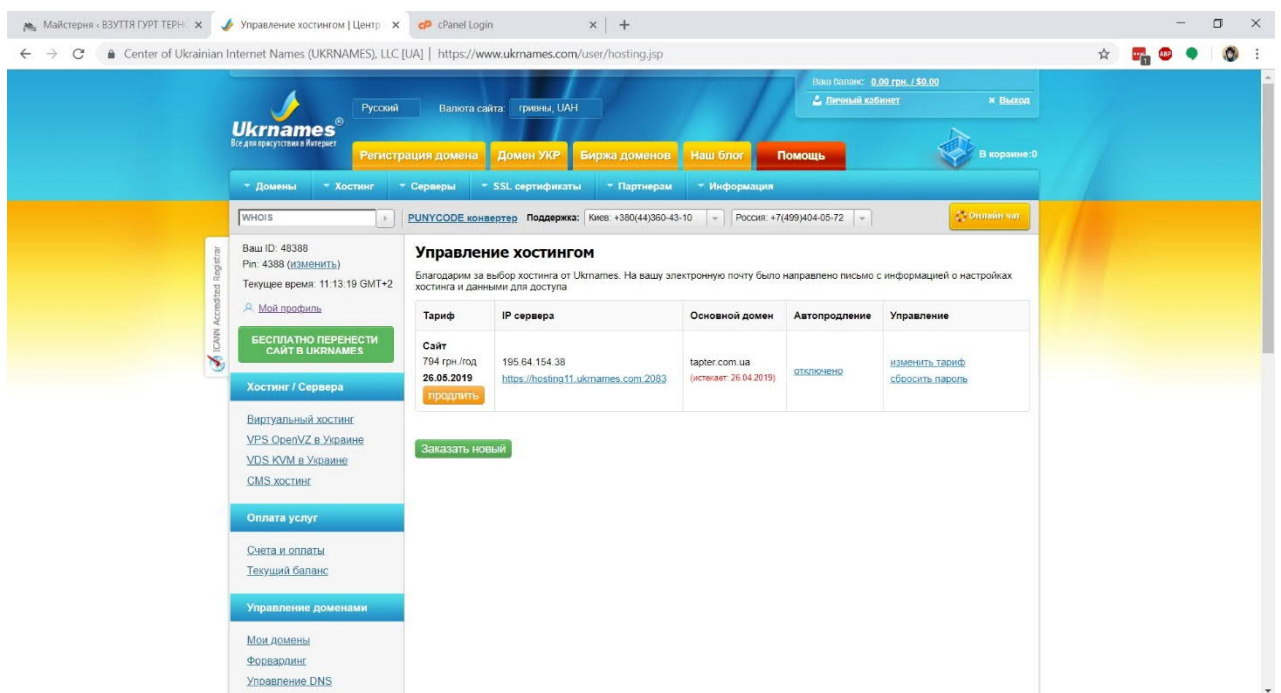 Майстерня ‹ ВЗУТТЯ ГУРТ ТЕРН
Управление хостингом | Центр
cPanel Login
Center of Ukrainian Internet Names (UKRNAMES), LLC [UA] | https://www.ukrnames.com/user/hosting.jsp
Ваш баланс: 0.00 грн. / $0.00
Личный кабинет
Выход
Русский
Валюта сайта: гривны, UAH
Ukrnames®
Все для присутствия в Интернет
Регистрация домена
Домен УКР
Биржа доменов
Наш блог
Помощь
В корзине:0
Домены
Хостинг
Серверы
SSL сертификаты
Партнерам
Информация
WHOIS
PUNYCODE конвертер
Поддержка: Киев: +380(44)360-43-10
Россия: +7(499)404-05-72
Онлайн чат
ICANN Accredited Registrar
Ваш ID: 48388
Pin: 4388 (изменить)
Текущее время: 11:13:19 GMT+2
Мой профиль
БЕСПЛАТНО ПЕРЕНЕСТИ
САЙТ В UKRNAMES
Хостинг / Сервера
Виртуальный хостинг
VPS OpenVZ в Украине
VDS KVM в Украине
CMS хостинг
Оплата услуг
Счета и оплаты
Текущий баланс
Управление доменами
Мои домены
Форвардинг
Управление DNS
Управление хостингом
Благодарим за выбор хостинга от Ukrnames. На вашу электронную почту было направлено письмо с информацией о настройках
хостинга и данными для доступа
Тариф
IP сервера
Основной домен
Автопродление
Управление
Сайт
794 грн./год
26.05.2019
продлить
195.64.154.38
https://hosting11.ukrnames.com:2083
tapter.com.ua
(истекает: 26.04.2019)
отключено
изменить тариф
сбросить пароль
Заказать новый